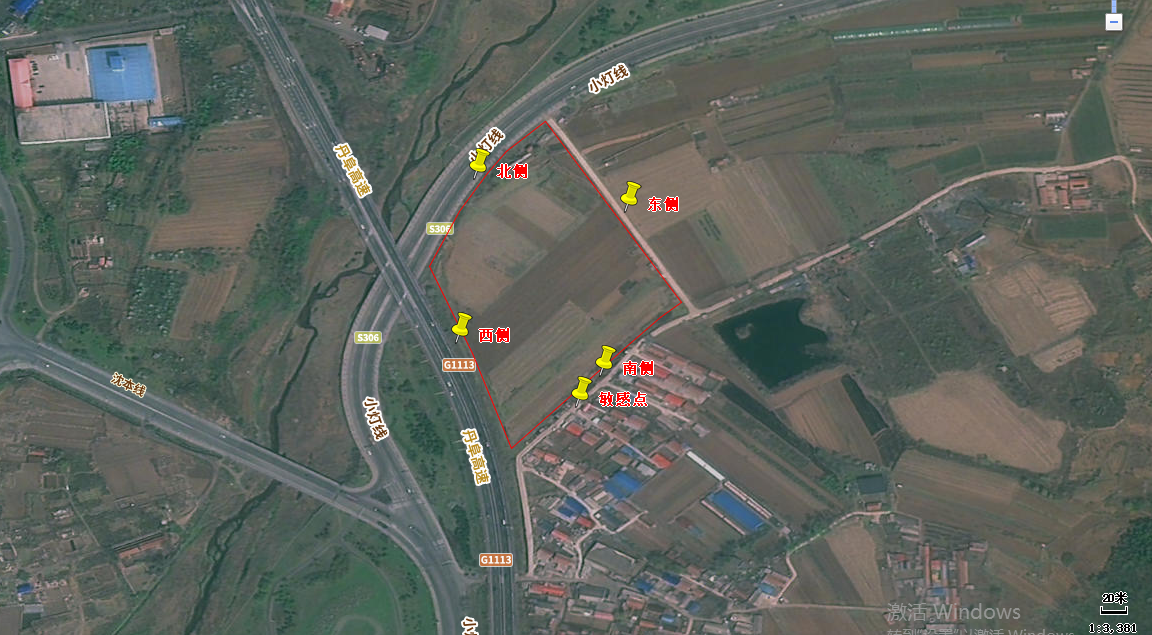 小灯线
小灯线
丹阜高速
北侧
东侧
S306
西侧
S306
G1113
南侧
沈本线
敏感点
小灯线
丹阜高速
G1113
激活 Windows
20米
1:3,381